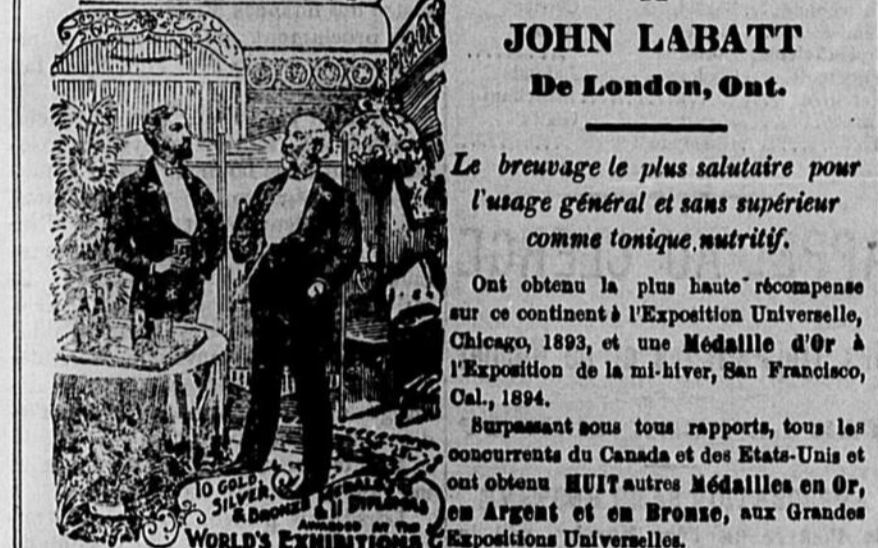 JOHN LABATT
De London, Ont.
Le breuvage le plus salutaire pour
l'usage général et sans supérieur
comme tonique nutritif.
Ont obtenu la plus haute récompense
sur ce continent à l'Exposition Universelle,
Chicago, 1893, et une Médaille d'Or à
l'Exposition de la mi-hiver, San Francisco,
Cal., 1894.
Surpassant sous tous rapports, tous les
concurrents du Canada et des Etats-Unis et
ont obtenu HUIT autres Médailles en Or,
en Argent et en Bronze, aux Grandes
Expositions Universelles.
10 GOLD,
SILVER,
& BRONZE MEDALS
& 11 DIPLOMAS
AWARDED AT THE
WORLD'S EXHIBITIONS